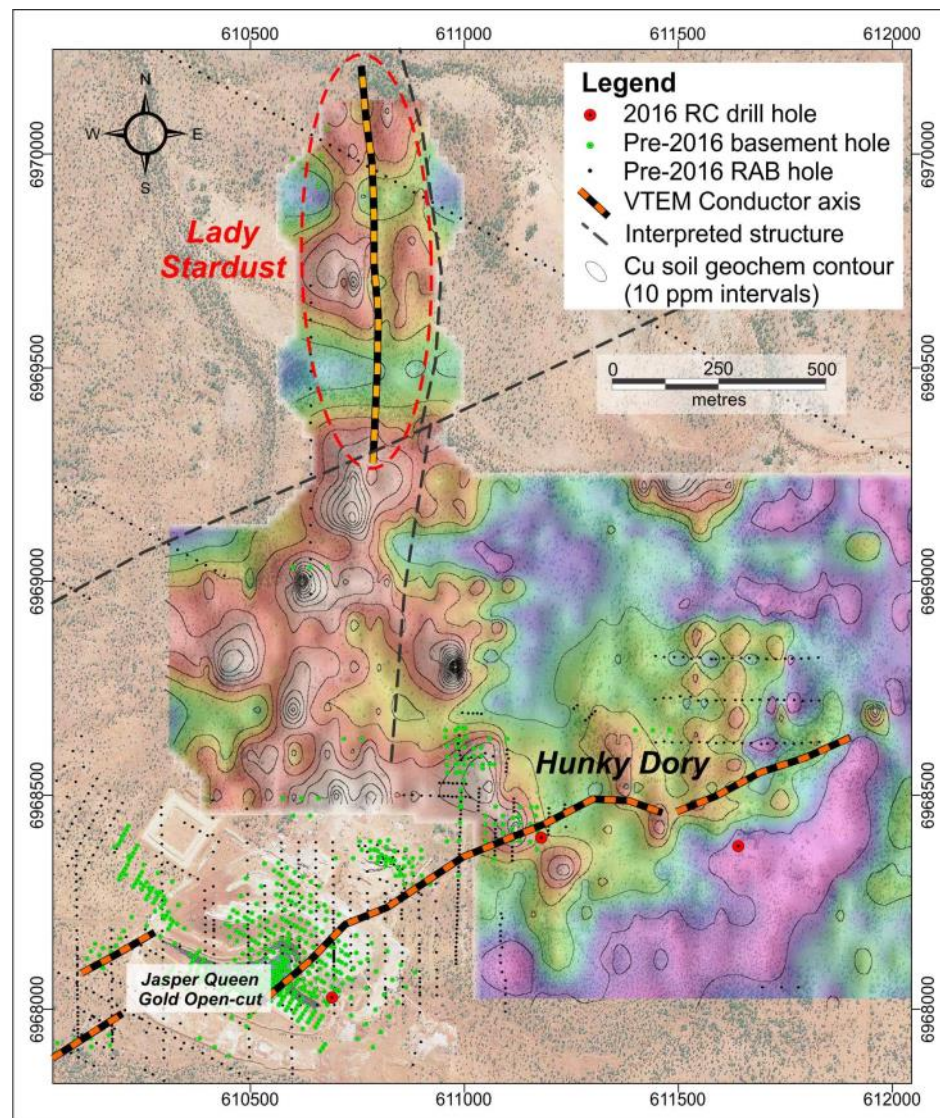 610500 611000 611500 612000
N
W E
S
Legend
2016 RC drill hole
Pre-2016 basement hole
Pre-2016 RAB hole
VTEM Conductor axis
Interpreted structure
Cu soil geochem contour
(10 ppm intervals)
0 250 500
metres
Lady
Stardust
Hunky Dory
Jasper Queen
Gold Open-cut
6970000
6970000
6969500
6969500
6969000
6969000
6968500
6968500
6968000
6968000
610500 611000 611500 612000